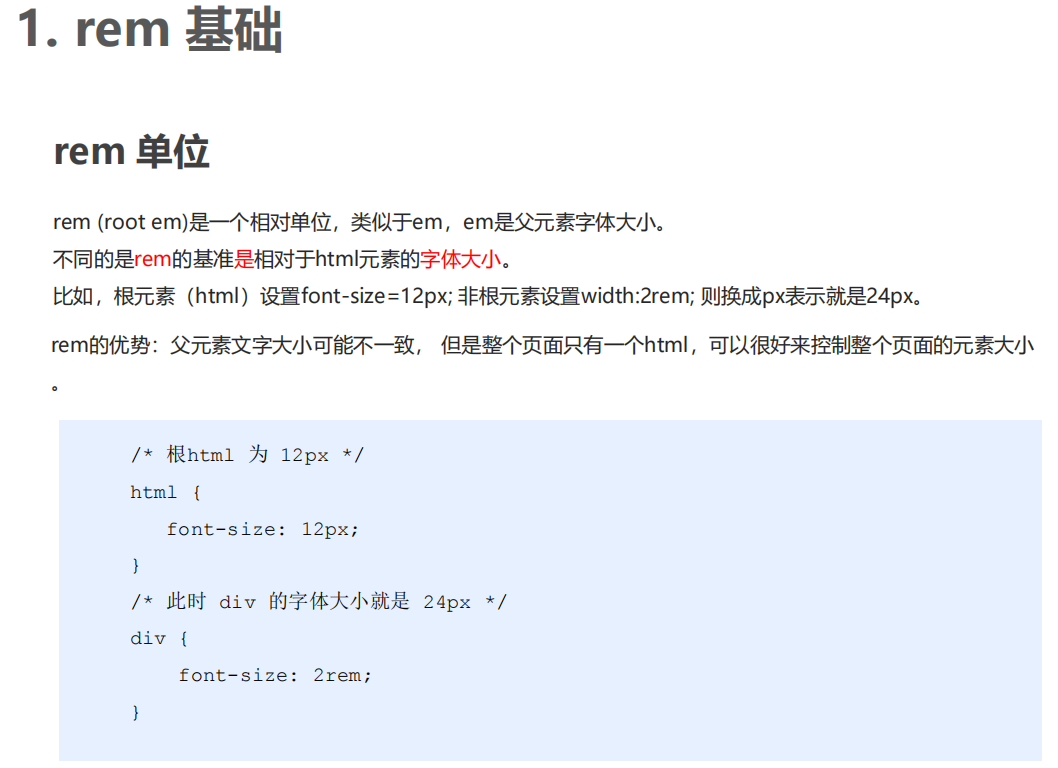 1. rem 基础
rem 单位
rem (root em)是一个相对单位，类似于em，em是父元素字体大小。
不同的是rem的基准是相对于html元素的字体大小。
比如，根元素（html）设置font-size=12px; 非根元素设置width:2rem; 则换成px表示就是24px。
rem的优势：父元素文字大小可能不一致， 但是整个页面只有一个html，可以很好来控制整个页面的元素大小
。
/* 根html 为 12px */
html {
font-size: 12px;
}
/* 此时 div 的字体大小就是 24px */
div {
font-size: 2rem;
}